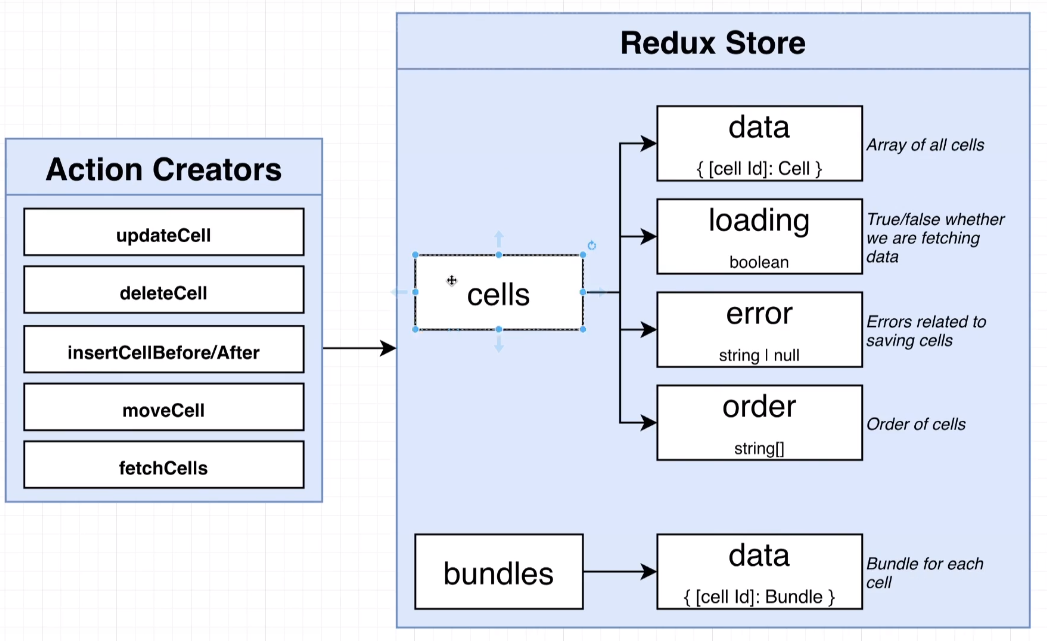 Redux Store
Action Creators
updateCell
deleteCell
insertCellBefore/After
moveCell
fetchCells
cells
data
{ [cell Id]: Cell }
Array of all cells
loading
boolean
True/false whether
we are fetching
data
error
string | null
Errors related to
saving cells
order
string[]
Order of cells
bundles
data
{ [cell Id]: Bundle }
Bundle for each
cell